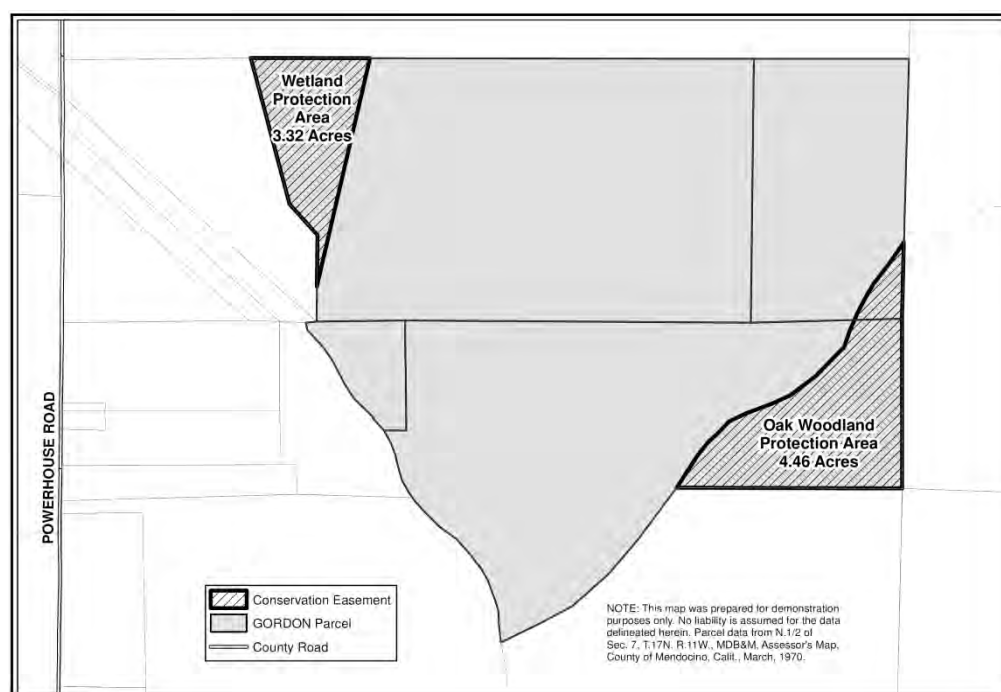 Wetland
Protection
Area
3.32 Acres
Oak Woodland
Protection Area
4.46 Acres
POWERHOUSE ROAD
Conservation Easement
GORDON Parcel
County Road
NOTE: This map was prepared for demonstration
purposes only. No liability is assumed for the data
delineated herein. Parcel data from N.1/2 of
Sec. 7, T.17N. R.11W., MDB&M, Assessor's Map,
County of Mendocino, Calif., March, 1970.